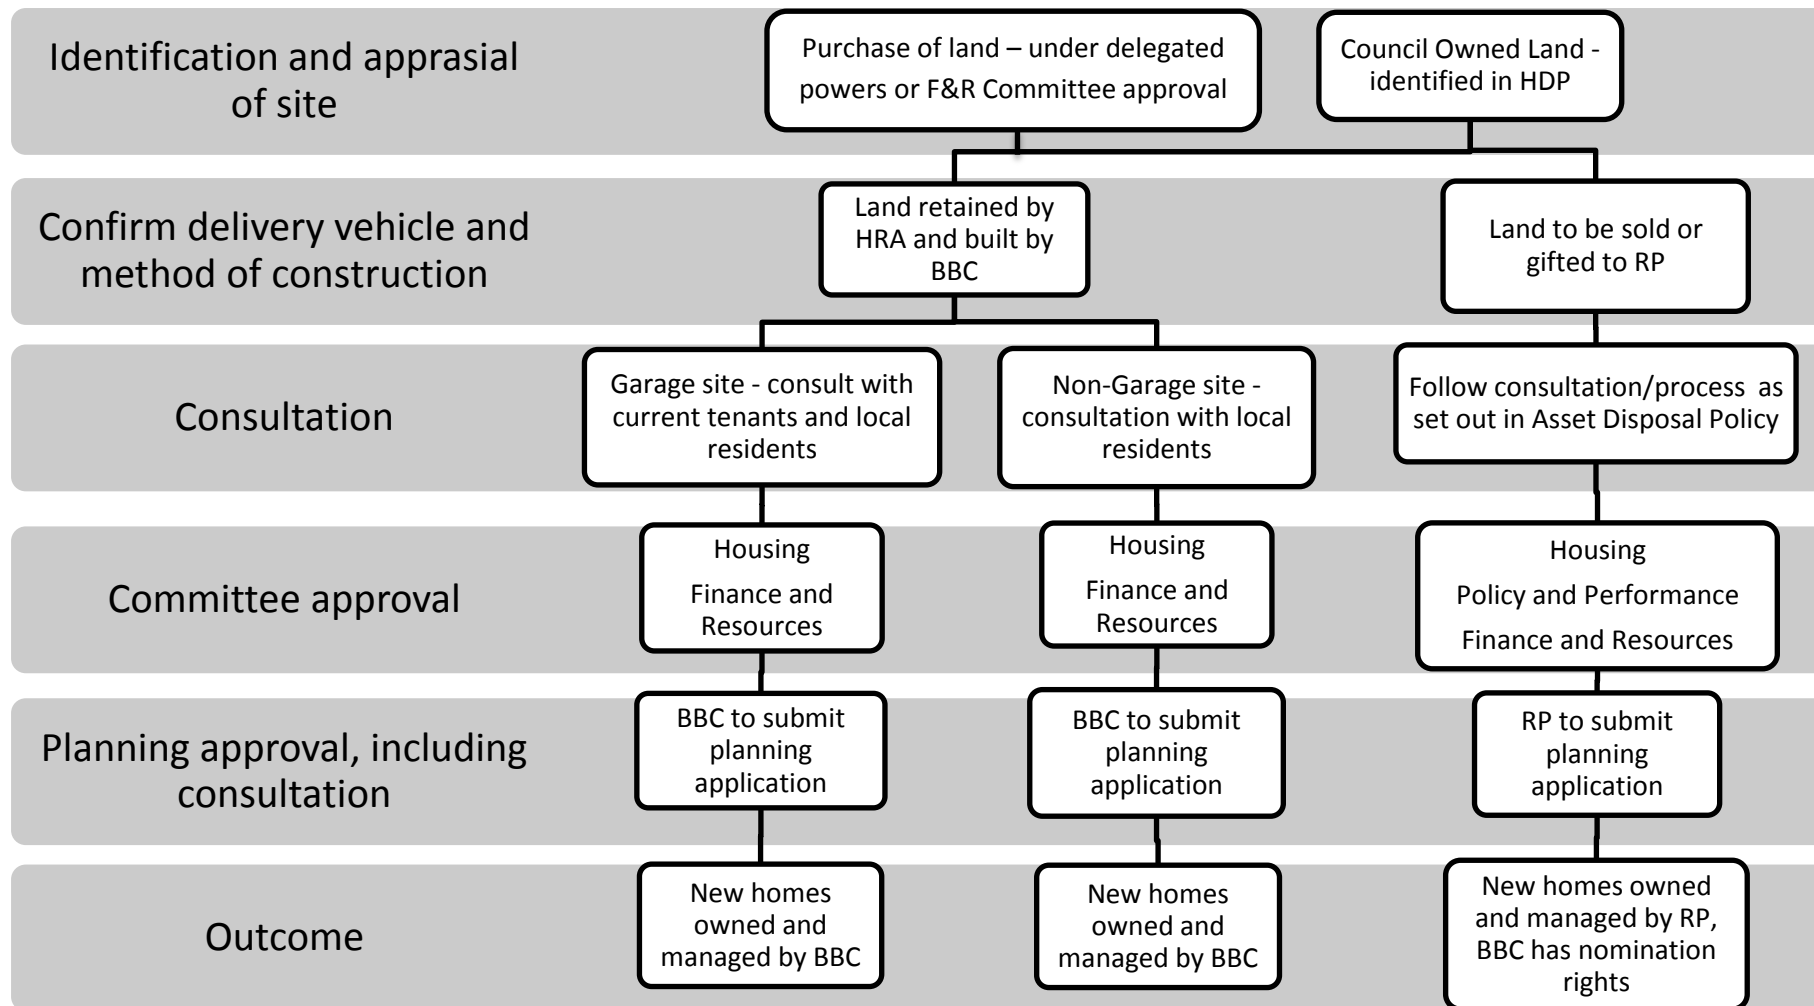 Identification and apprasial
of site
Purchase of land – under delegated
powers or F&R Committee approval
Council Owned Land -
identified in HDP
Confirm delivery vehicle and
method of construction
Land retained by
HRA and built by
BBC
Land to be sold or
gifted to RP
Consultation
Garage site - consult with
current tenants and local
residents
Non-Garage site -
consultation with local
residents
Follow consultation/process as
set out in Asset Disposal Policy
Committee approval
Housing
Finance and
Resources
Housing
Finance and
Resources
Housing
Policy and Performance
Finance and Resources
Planning approval, including
consultation
BBC to submit
planning
application
BBC to submit
planning
application
RP to submit
planning
application
Outcome
New homes
owned and
managed by BBC
New homes
owned and
managed by BBC
New homes owned
and managed by RP,
BBC has nomination
rights